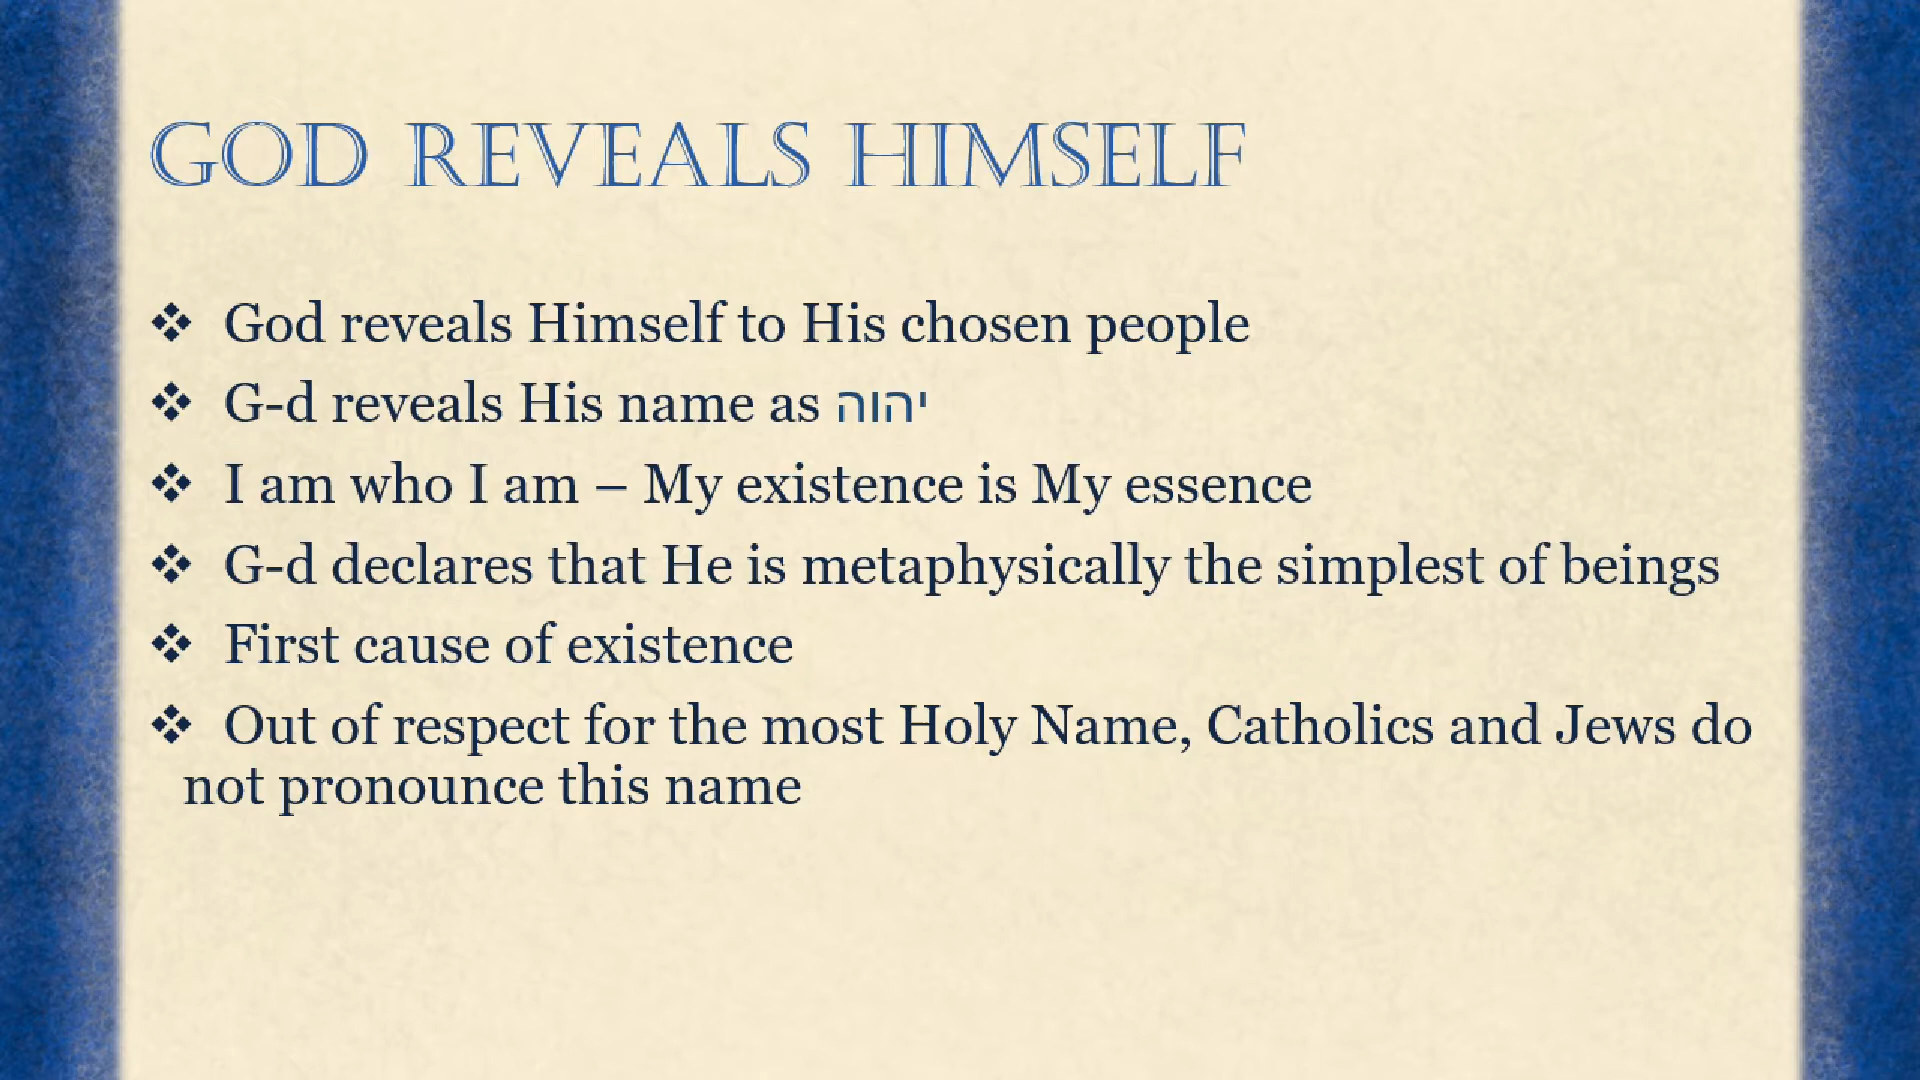 GOD REVEALS HIMSELF
❖ God reveals Himself to His chosen people
❖ G-d reveals His name as יהוה
❖ I am who I am – My existence is My essence
❖ G-d declares that He is metaphysically the simplest of beings
❖ First cause of existence
❖ Out of respect for the most Holy Name, Catholics and Jews do
not pronounce this name